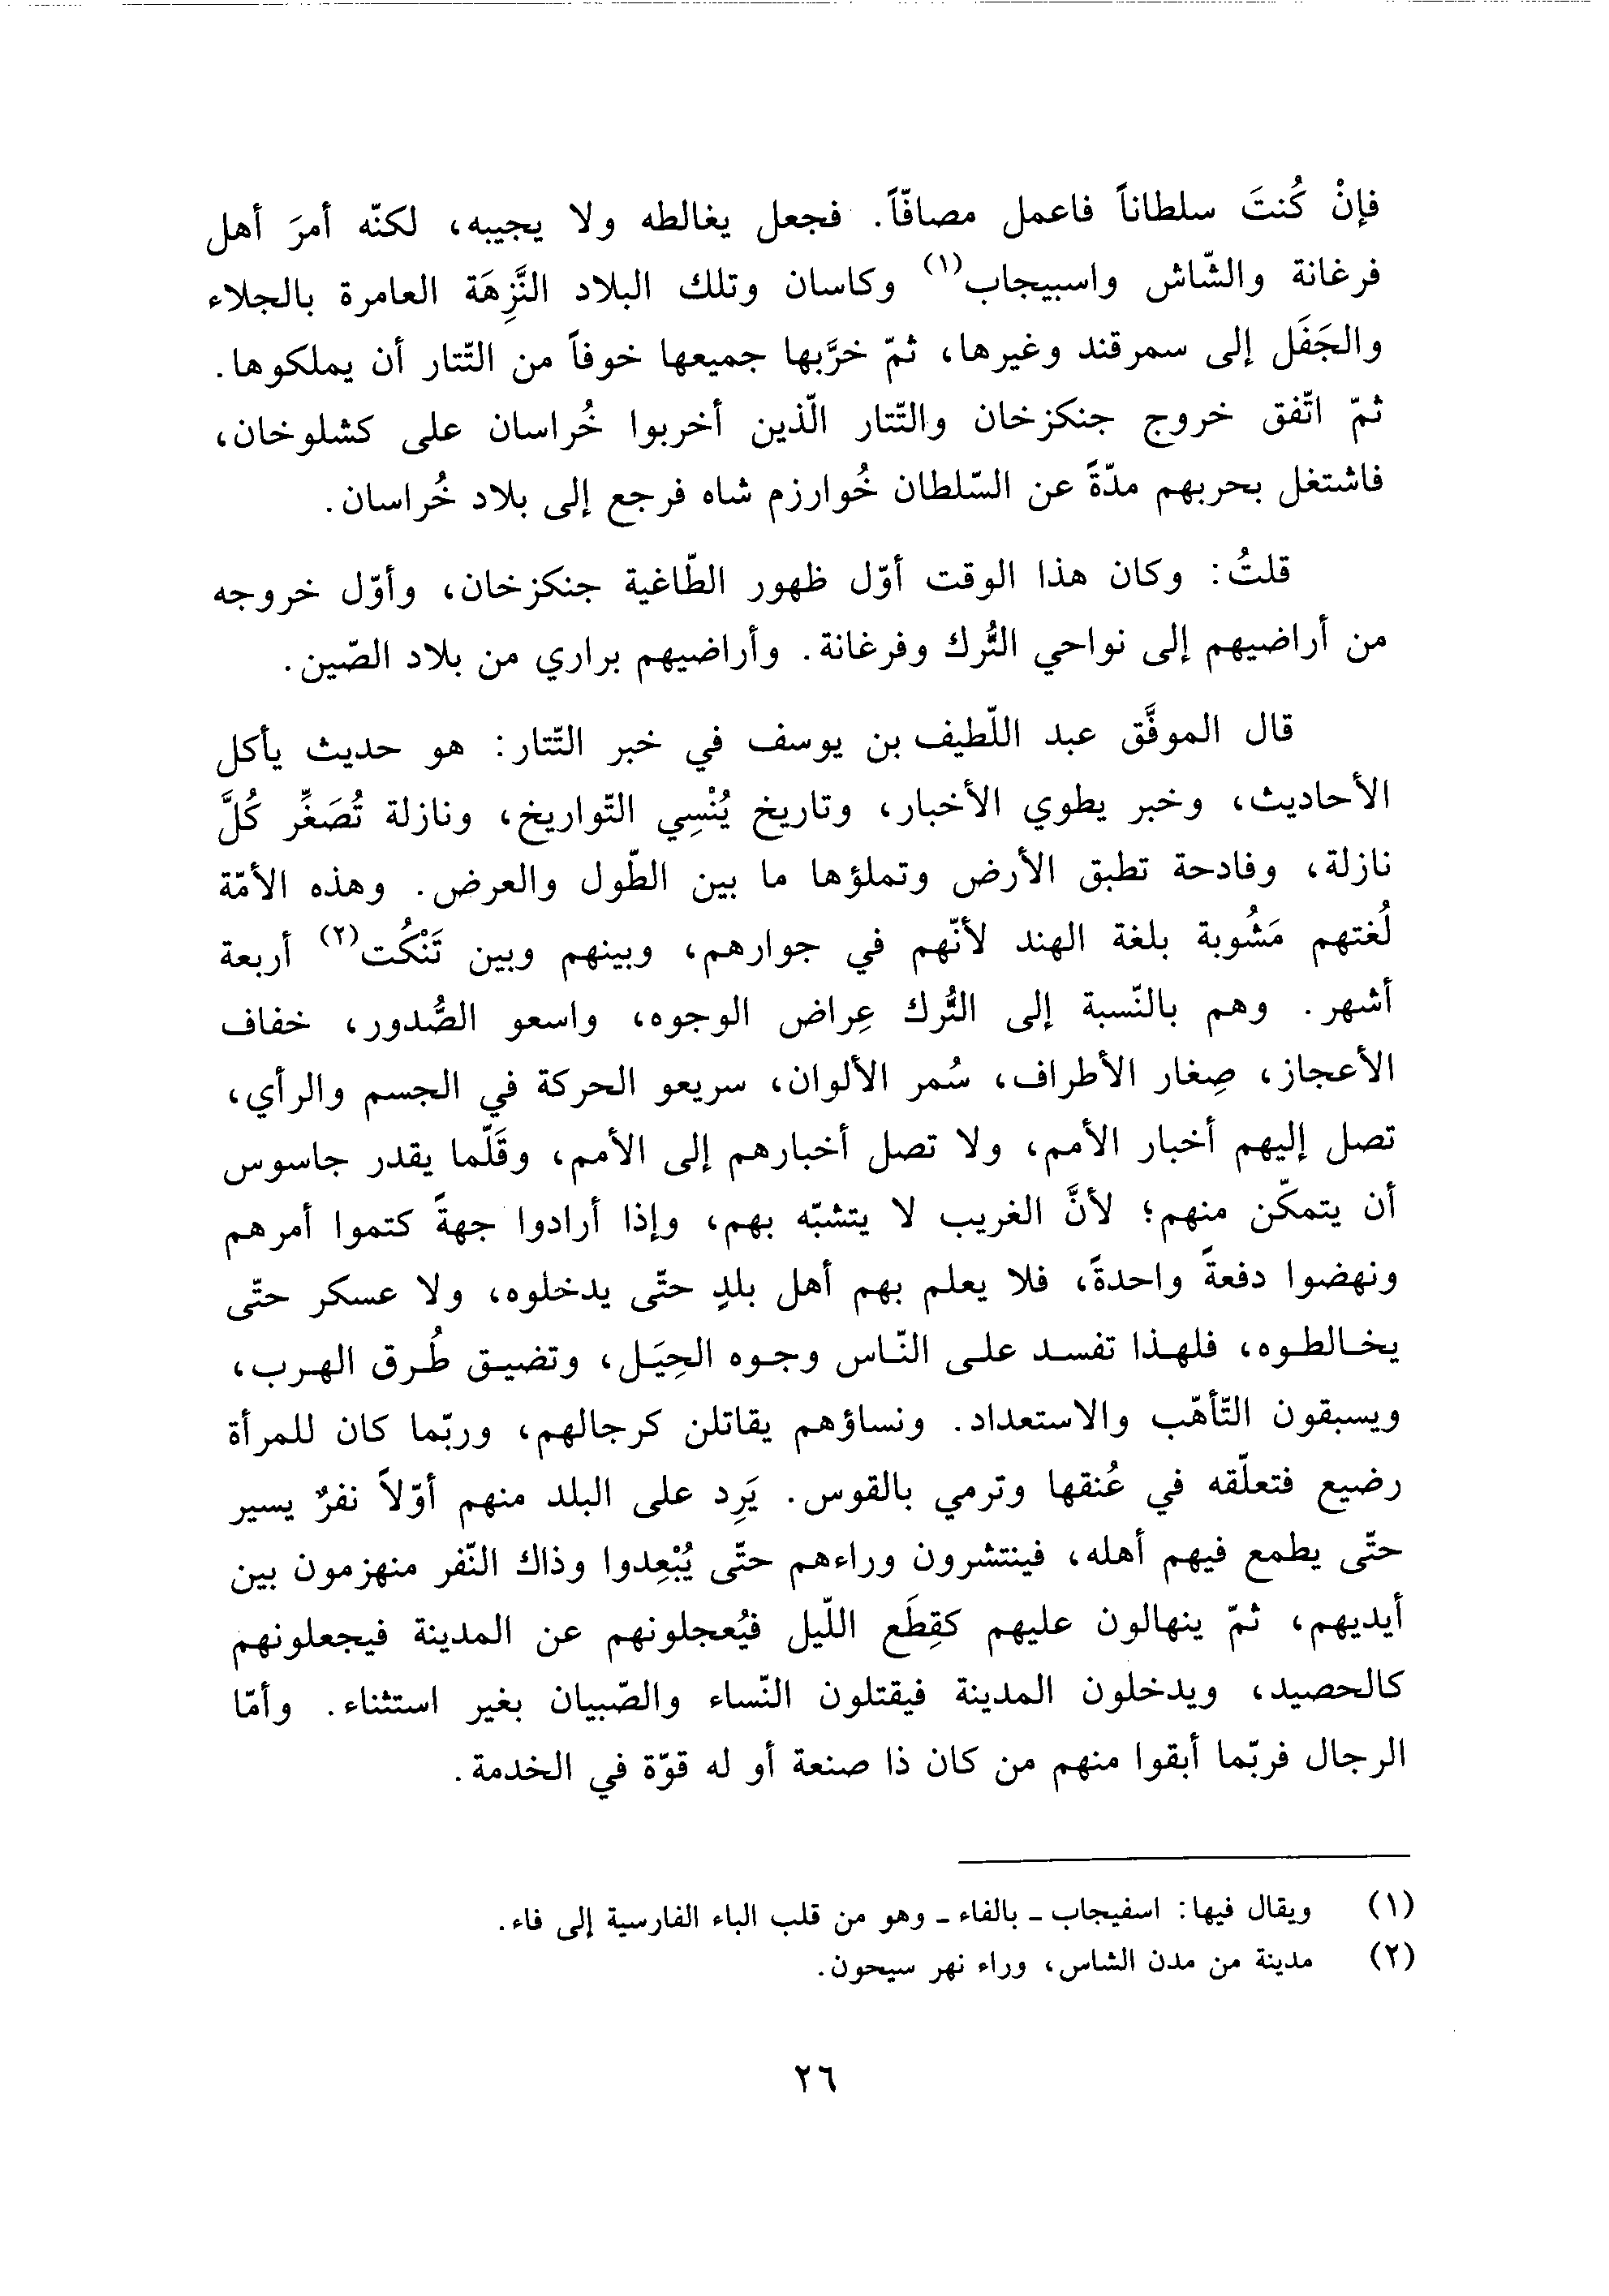 فإنْ كُنتَ سلطاناً فاعمل مصافّاً. فجعل يغالطه ولا يجيبه، لكنّه أمرَ أهل
فرغانة والشّاش واسبيجاب(١) وكاسان وتلك البلاد النَّزِهَة العامرة بالجلاء
والجَفَل إلى سمرقند وغيرها، ثمّ خرَّبها جميعها خوفاً من التّتار أن يملكوها.
ثمّ اتّفق خروج جنكزخان والتّتار الّذين أخربوا خُراسان على كشلوخان،
فاشتغل بحربهم مدّةً عن السّلطان خُوارزم شاه فرجع إلى بلاد خُراسان.
قلتُ: وكان هذا الوقت أوّل ظهور الطّاغية جنكزخان، وأوّل خروجه
من أراضيهم إلى نواحي التُّرك وفرغانة. وأراضيهم براري من بلاد الصّين.
قال الموفَّق عبد اللّطيف بن يوسف في خبر التّتار: هو حديث يأكل
الأحاديث، وخبر يطوي الأخبار، وتاريخ يُنْسِي التّواريخ، ونازلة تُصَغِّر كُلَّ
نازلة، وفادحة تطبق الأرض وتملؤها ما بين الطّول والعرض. وهذه الأمّة
لُغتهم مَشُوبة بلغة الهند لأنّهم في جوارهم، وبينهم وبين تَنْكُت(٢) أربعة
أشهر. وهم بالنّسبة إلى التُّرك عِراض الوجوه، واسعو الصُّدور، خفاف
الأعجاز، صِغار الأطراف، سُمر الألوان، سريعو الحركة في الجسم والرأي،
تصل إليهم أخبار الأمم، ولا تصل أخبارهم إلى الأمم، وقَلّما يقدر جاسوس
أن يتمكّن منهم؛ لأنَّ الغريب لا يتشبّه بهم، وإذا أرادوا جهةً كتموا أمرهم
ونهضوا دفعةً واحدةً، فلا يعلم بهم أهل بلدٍ حتّى يدخلوه، ولا عسكر حتّى
يخالطوه، فلهذا تفسد على النّاس وجوه الحِيَل، وتضيق طُرق الهرب،
ويسبقون التّأهّب والاستعداد. ونساؤهم يقاتلن كرجالهم، وربّما كان للمرأة
رضيع فتعلّقه في عُنقها وترمي بالقوس. يَرِد على البلد منهم أوّلاً نفرٌ يسير
حتّى يطمع فيهم أهله، فينتشرون وراءهم حتّى يُبْعِدوا وذاك النّفر منهزمون بين
أيديهم، ثمّ ينهالون عليهم كقِطَع اللّيل فيُعجلونهم عن المدينة فيجعلونهم
كالحصيد، ويدخلون المدينة فيقتلون النّساء والصّبيان بغير استثناء. وأمّا
الرجال فربّما أبقوا منهم من كان ذا صنعة أو له قوّة في الخدمة.
(١) ويقال فيها: اسفيجاب ـ بالفاء ـ وهو من قلب الباء الفارسية إلى فاء.
(٢) مدينة من مدن الشاس، وراء نهر سيحون.
٢٦